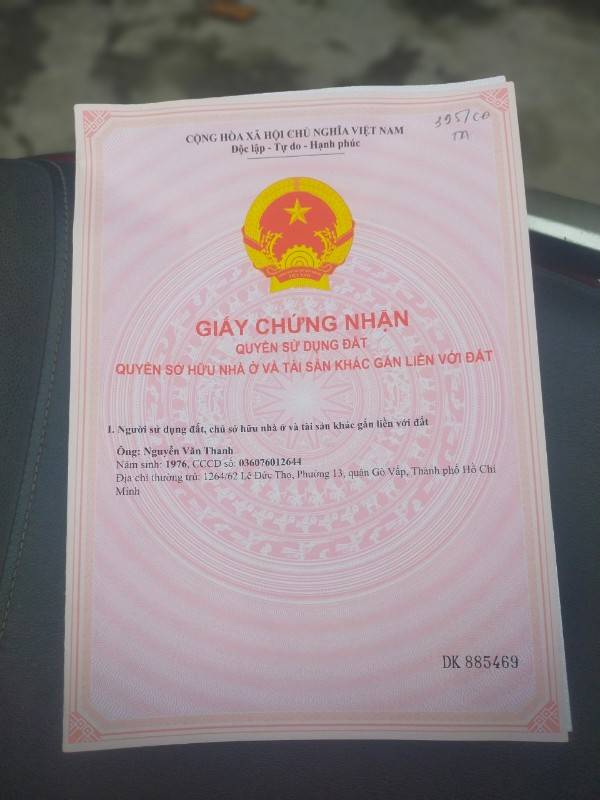 CỘNG HÒA XÃ HỘI CHỦ NGHĨA VIỆT NAM
Độc lập - Tự do - Hạnh phúc
395/CD
GIẤY CHỨNG NHẬN
QUYỀN SỬ DỤNG ĐẤT
QUYỀN SỞ HỮU NHÀ Ở VÀ TÀI SẢN KHÁC GẮN LIỀN VỚI ĐẤT
I. Người sử dụng đất, chủ sở hữu nhà ở và tài sản khác gắn liền với đất
Ông: Nguyễn Văn Thanh
Năm sinh: 1976, CCCD số: 036076012644
Địa chỉ thường trú: 1264/62 Lê Đức Thọ, Phường 13, quận Gò Vấp, Thành phố Hồ Chí
Minh
DK 885469